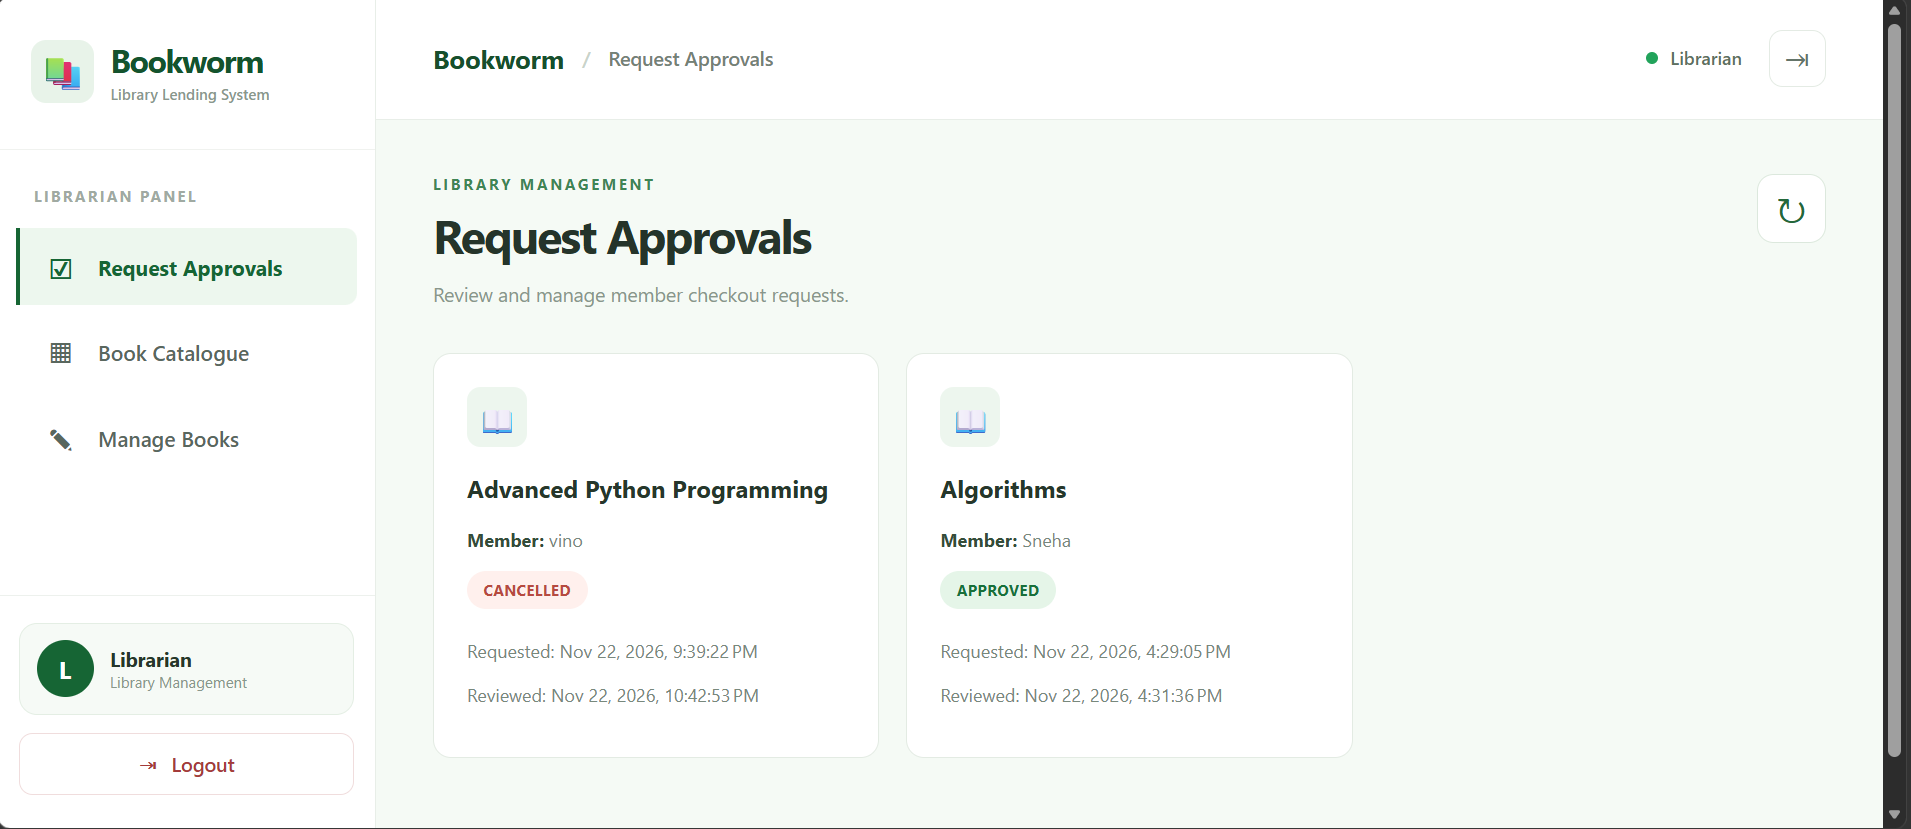 Bookworm
Library Lending System
LIBRARIAN PANEL
Request Approvals
Book Catalogue
Manage Books
L
Librarian
Library Management
Logout
Bookworm / Request Approvals
Librarian
LIBRARY MANAGEMENT
Request Approvals
Review and manage member checkout requests.
Advanced Python Programming
Member: vino
CANCELLED
Requested: Nov 22, 2026, 9:39:22 PM
Reviewed: Nov 22, 2026, 10:42:53 PM
Algorithms
Member: Sneha
APPROVED
Requested: Nov 22, 2026, 4:29:05 PM
Reviewed: Nov 22, 2026, 4:31:36 PM